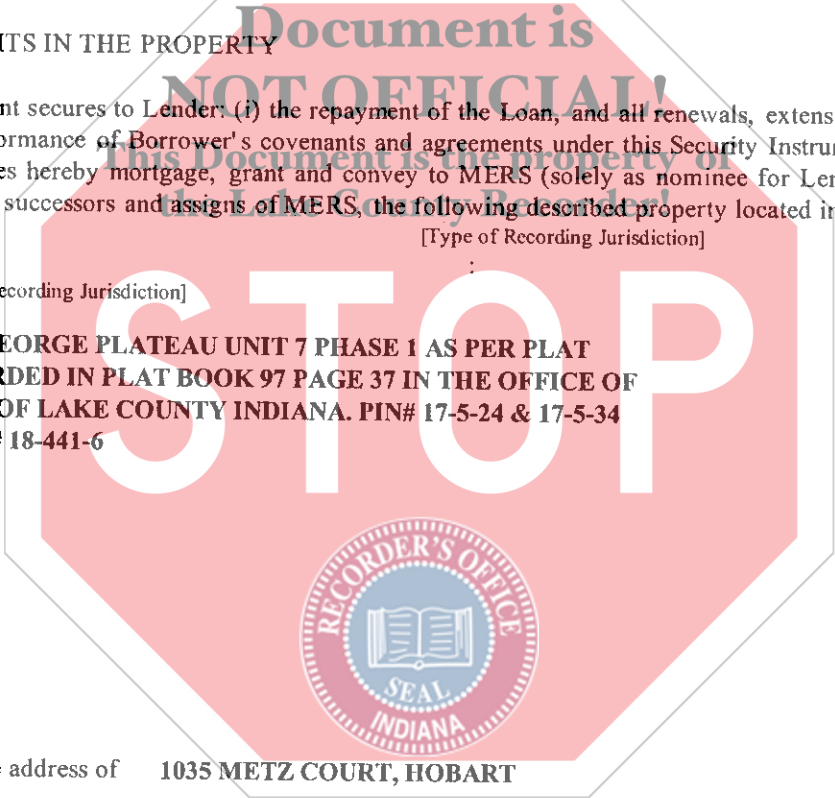 Document is
ITS IN THE PROPERTY
NOT OFFICIAL!
nt secures to Lender: (i) the repayment of the Loan, and all renewals, extens
ormance of Borrower's covenants and agreements under this Security Instru
This Document is the property of
es hereby mortgage, grant and convey to MERS (solely as nominee for Len
the Lake County Recorder!
successors and assigns of MERS, the following described property located in
[Type of Recording Jurisdiction]
:
ecording Jurisdiction]
STOP
EORGE PLATEAU UNIT 7 PHASE 1 AS PER PLAT
RDED IN PLAT BOOK 97 PAGE 37 IN THE OFFICE OF
OF LAKE COUNTY INDIANA. PIN# 17-5-24 & 17-5-34
18-441-6
RECORDER'S OFFICE
SEAL
INDIANA
address of 1035 METZ COURT, HOBART